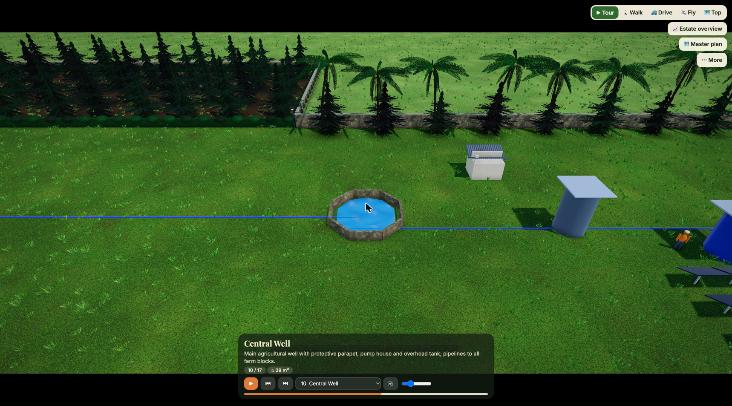 Tour Walk Drive Fly Top
Estate overview
Master plan
More
Central Well
Main agricultural well with protective parapet, pump house and overhead tank; pipelines to all
farm blocks.
10 / 17
10. Central Well